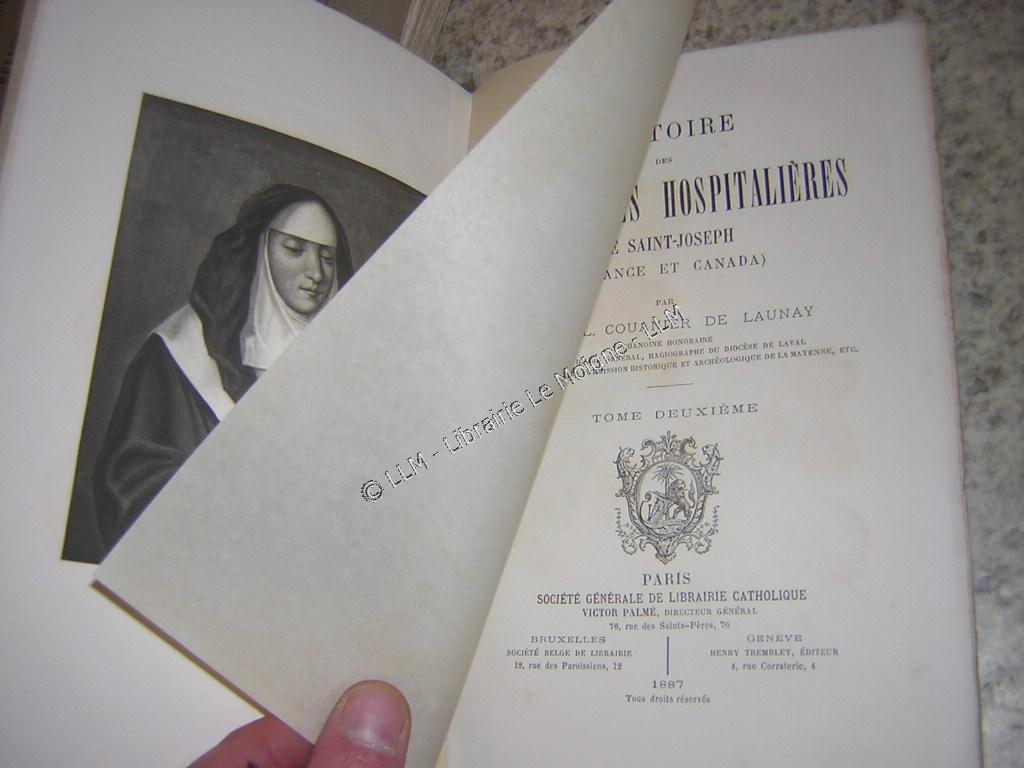 TOIRE
DES
HOSPITALIÈRES
SAINT-JOSEPH
ANCE ET CANADA)
PAR
L. COUANIER DE LAUNAY
CHANOINE HONORAIRE
GÉNÉRAL, HAGIOGRAPHE DU DIOCÈSE DE LAVAL
MMISSION HISTORIQUE ET ARCHÉOLOGIQUE DE LA MAYENNE, ETC.
TOME DEUXIÈME
PARIS
SOCIÉTÉ GÉNÉRALE DE LIBRAIRIE CATHOLIQUE
VICTOR PALMÉ, DIRECTEUR GÉNÉRAL
76, rue des Saints-Pères, 76
BRUXELLES
SOCIÉTÉ BELGE DE LIBRAIRIE
12, rue des Paroissiens, 12
GENÈVE
HENRY TREMBLEY, ÉDITEUR
4, rue Corraterie, 4
1887
Tous droits réservés
© LLM - Librairie Le Moigne - LLM